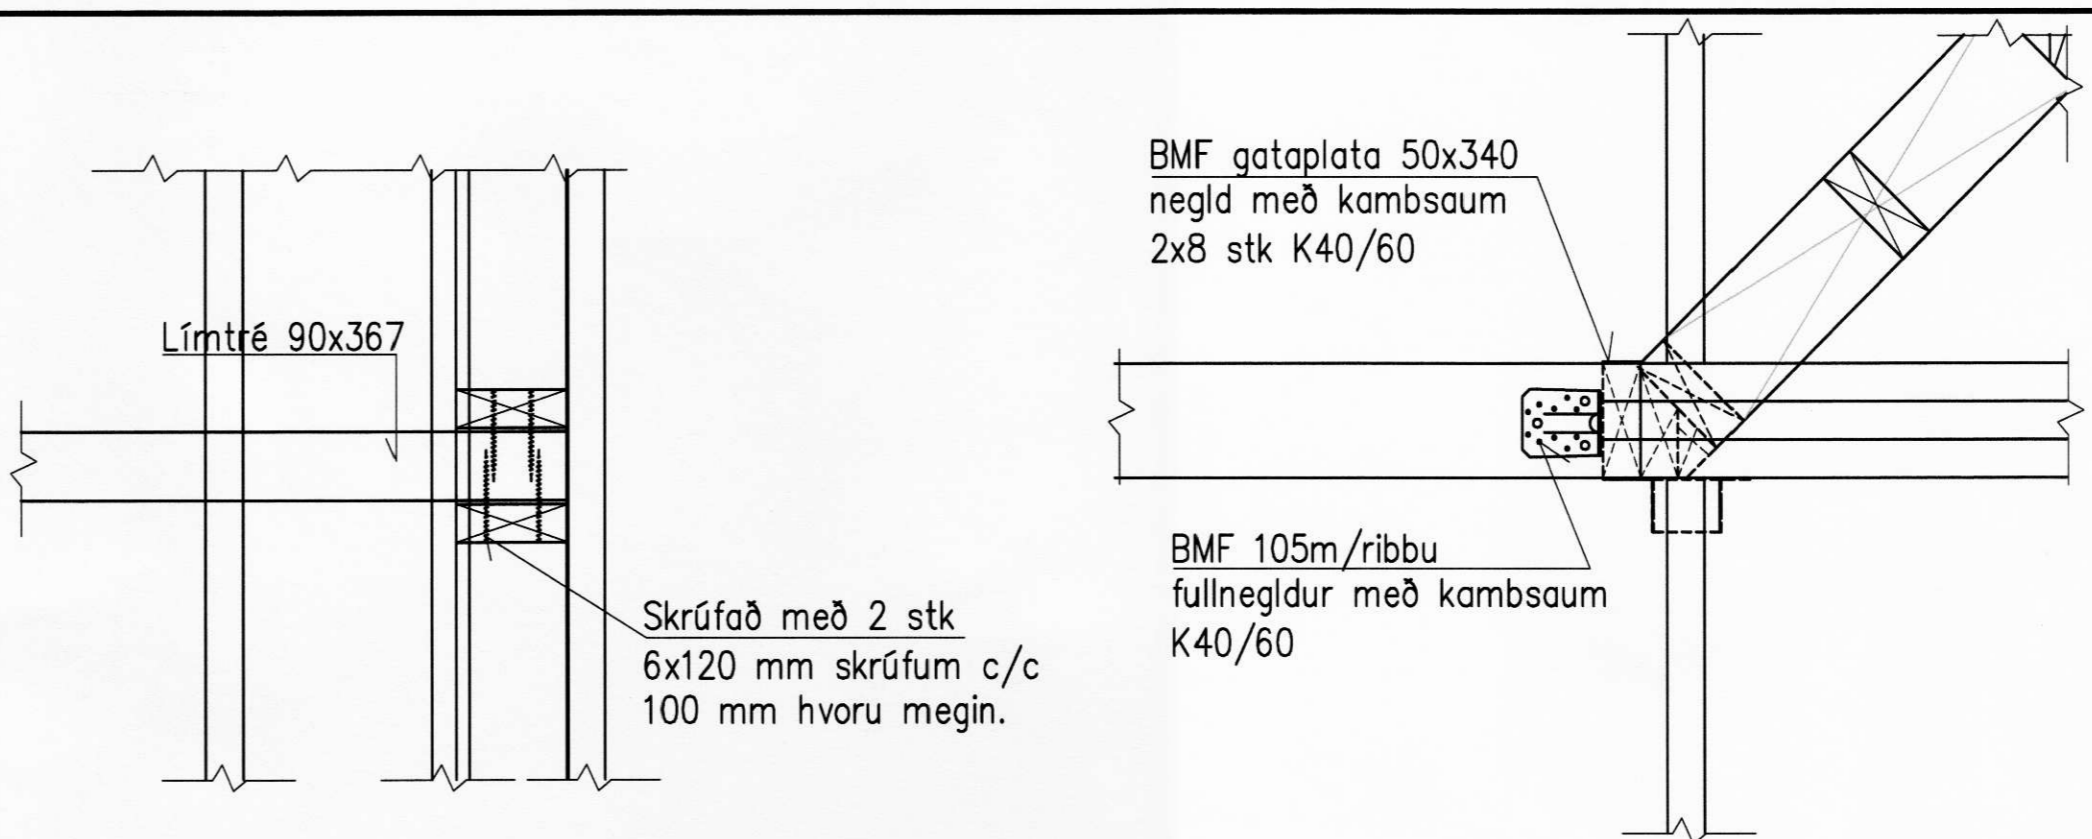 Límtré 90x367
Skrúfað með 2 stk
6x120 mm skrúfum c/c
100 mm hvoru megin.
BMF gataplata 50x340
negld með kambsaum
2x8 stk K40/60
BMF 105m/ribbu
fullnegldur með kambsaum
K40/60